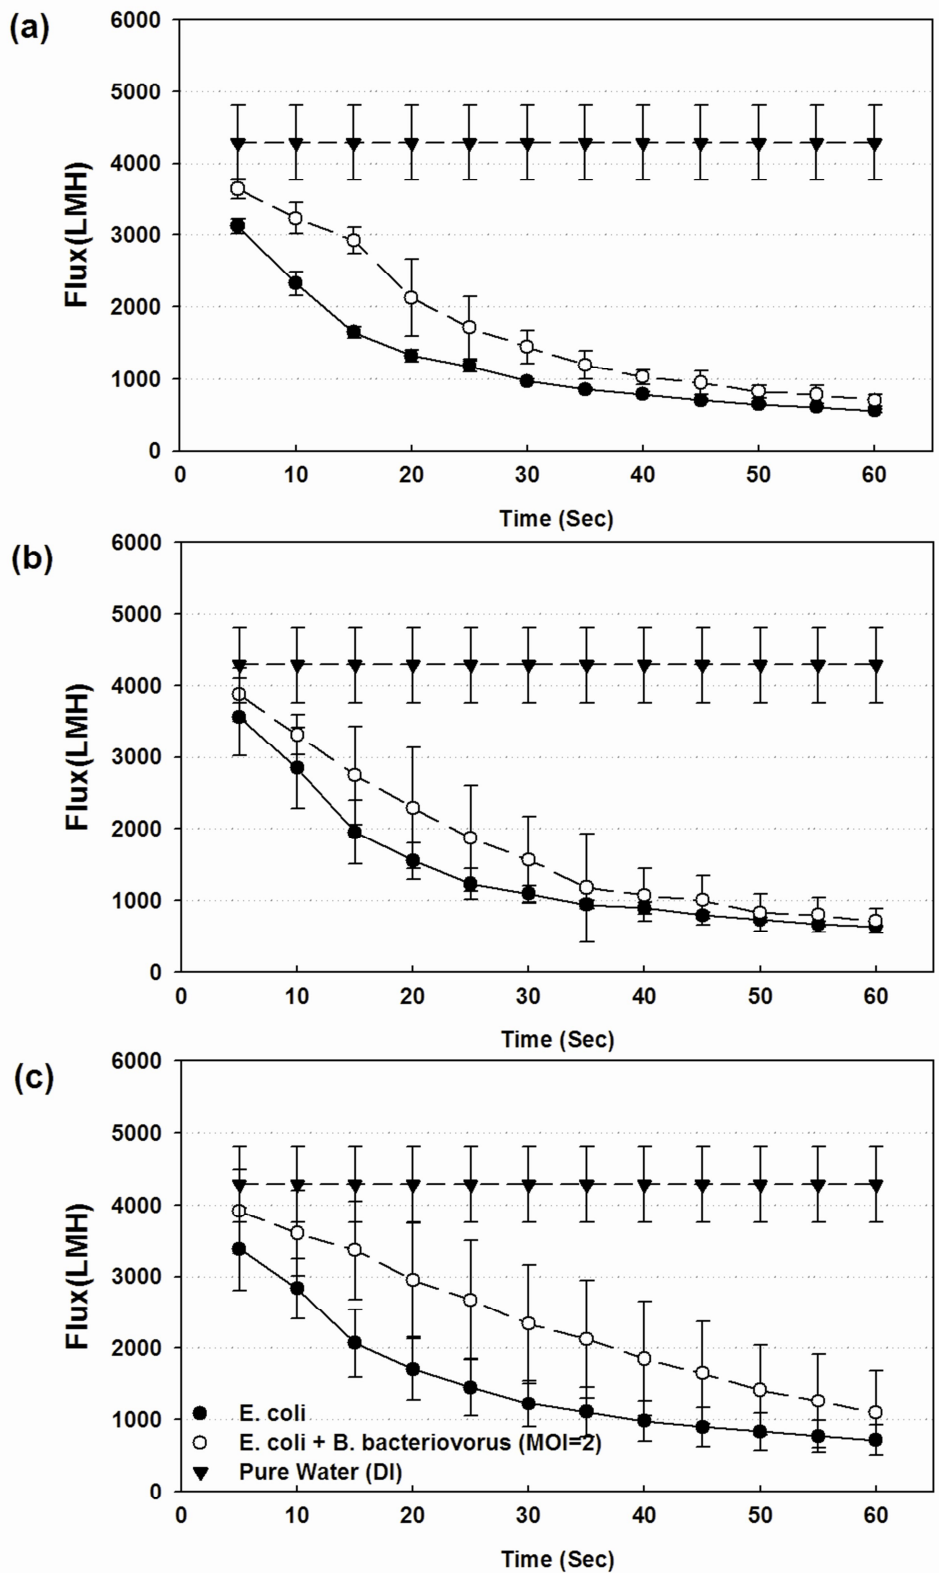 (a)
6000
5000
4000
3000
2000
1000
0
Flux(LMH)
0 10 20 30 40 50 60
Time (Sec)
(b)
6000
5000
4000
3000
2000
1000
0
Flux(LMH)
0 10 20 30 40 50 60
Time (Sec)
(c)
6000
5000
4000
3000
2000
1000
0
Flux(LMH)
E. coli
E. coli + B. bacteriovorus (MOI=2)
Pure Water (DI)
0 10 20 30 40 50 60
Time (Sec)